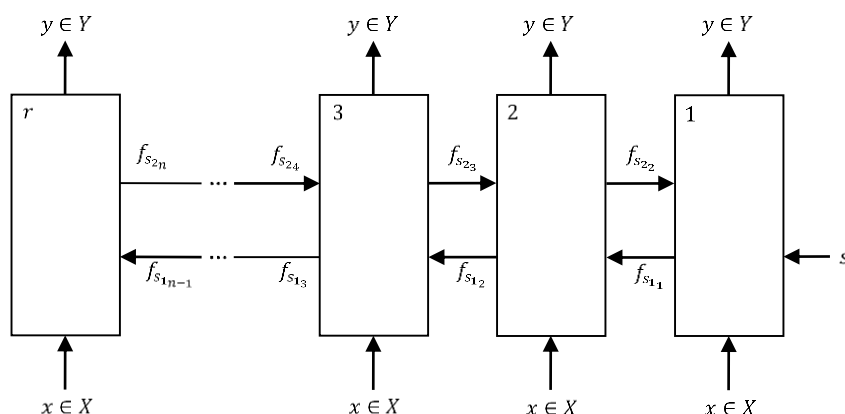 y ∈ Y y ∈ Y y ∈ Y y ∈ Y
r 3 2 1
f_{s_{2_n}} ... f_{s_{2_4}} f_{s_{2_3}} f_{s_{2_2}}
f_{s_{1_{n-1}}} ... f_{s_{1_3}} f_{s_{1_2}} f_{s_{1_1}} s
x ∈ X x ∈ X x ∈ X x ∈ X